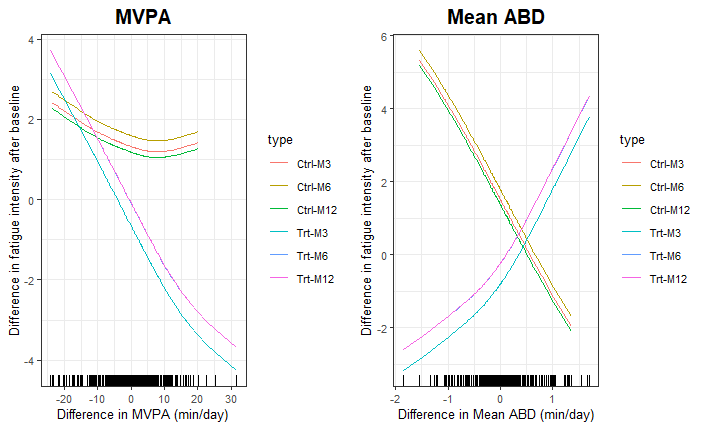 MVPA
Difference in fatigue intensity after baseline
4
2
0
-2
-4
-20
-10
0
10
20
30
Difference in MVPA (min/day)
type
Ctrl-M3
Ctrl-M6
Ctrl-M12
Trt-M3
Trt-M6
Trt-M12
Mean ABD
Difference in fatigue intensity after baseline
6
4
2
0
-2
-2
-1
0
1
Difference in Mean ABD (min/day)
type
Ctrl-M3
Ctrl-M6
Ctrl-M12
Trt-M3
Trt-M6
Trt-M12